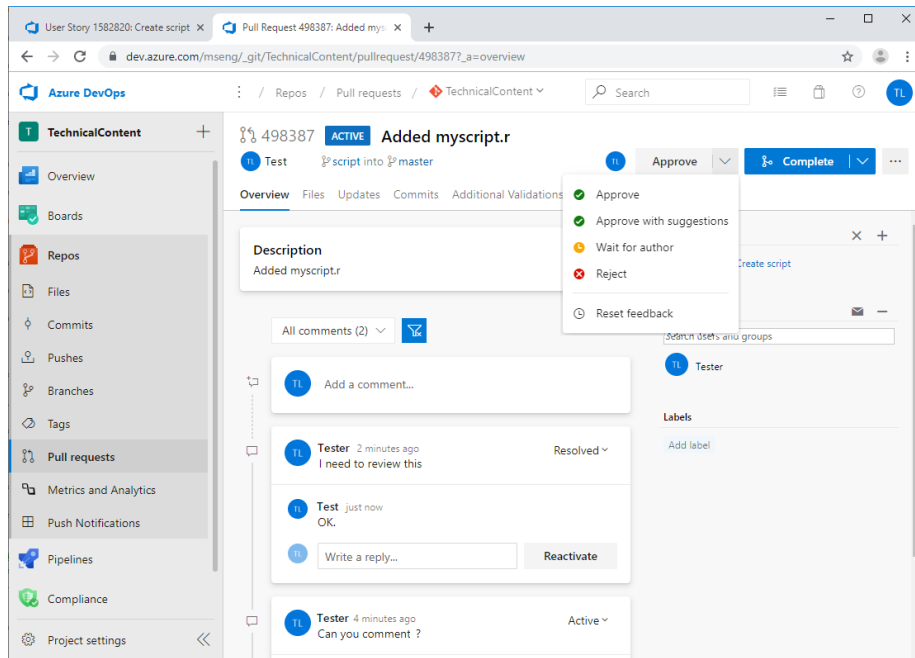 User Story 1582820: Create script
Pull Request 498387: Added mys
dev.azure.com/mseng/_git/TechnicalContent/pullrequest/498387?_a=overview
Azure DevOps
/ Repos / Pull requests / TechnicalContent
Search
TL
T TechnicalContent
Overview
Boards
Repos
Files
Commits
Pushes
Branches
Tags
Pull requests
Metrics and Analytics
Push Notifications
Pipelines
Compliance
Project settings
498387 ACTIVE Added myscript.r
TL Test script into master
TL Approve Complete
Overview Files Updates Commits Additional Validations
Approve
Approve with suggestions
Wait for author
Reject
Reset feedback
Description
Added myscript.r
Create script
Search users and groups
TL Tester
Labels
Add label
All comments (2)
TL Add a comment...
TL Tester 2 minutes ago Resolved
I need to review this
TL Test just now
OK.
TL Write a reply... Reactivate
TL Tester 4 minutes ago Active
Can you comment ?